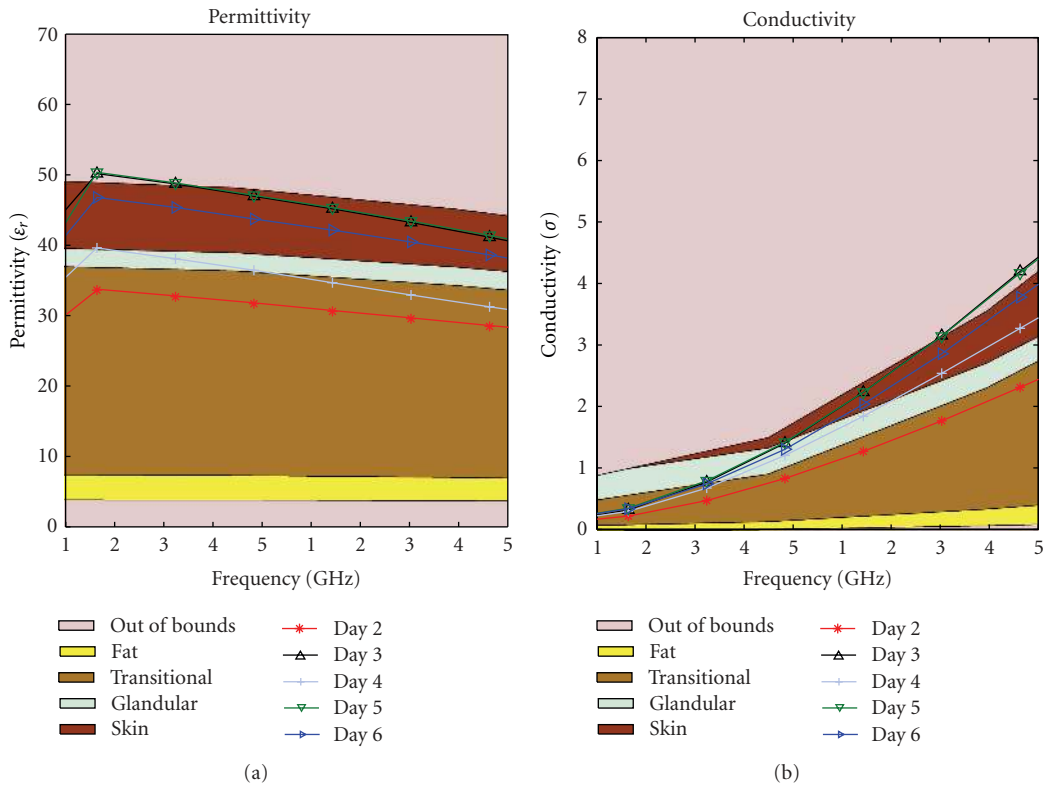 Permittivity
70
60
50
40
30
20
10
0
Permittivity (εr)
1 2 3 4 5 1 2 3 4 5
Frequency (GHz)
Out of bounds
Fat
Transitional
Glandular
Skin
Day 2
Day 3
Day 4
Day 5
Day 6
(a)
Conductivity
8
7
6
5
4
3
2
1
0
Conductivity (σ)
1 2 3 5 1 2 3 4 5
Frequency (GHz)
Out of bounds
Fat
Transitional
Glandular
Skin
Day 2
Day 3
Day 4
Day 5
Day 6
(b)